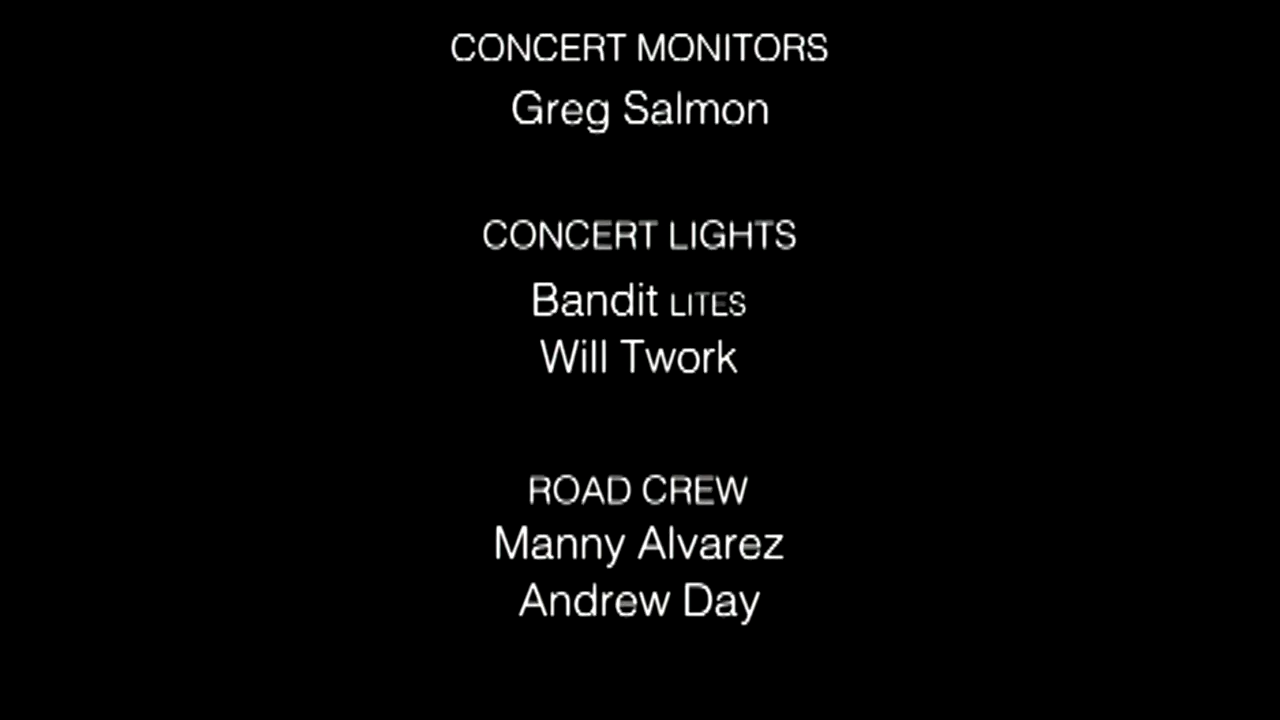 CONCERT MONITORS
Greg Salmon
CONCERT LIGHTS
Bandit LITES
Will Twork
ROAD CREW
Manny Alvarez
Andrew Day